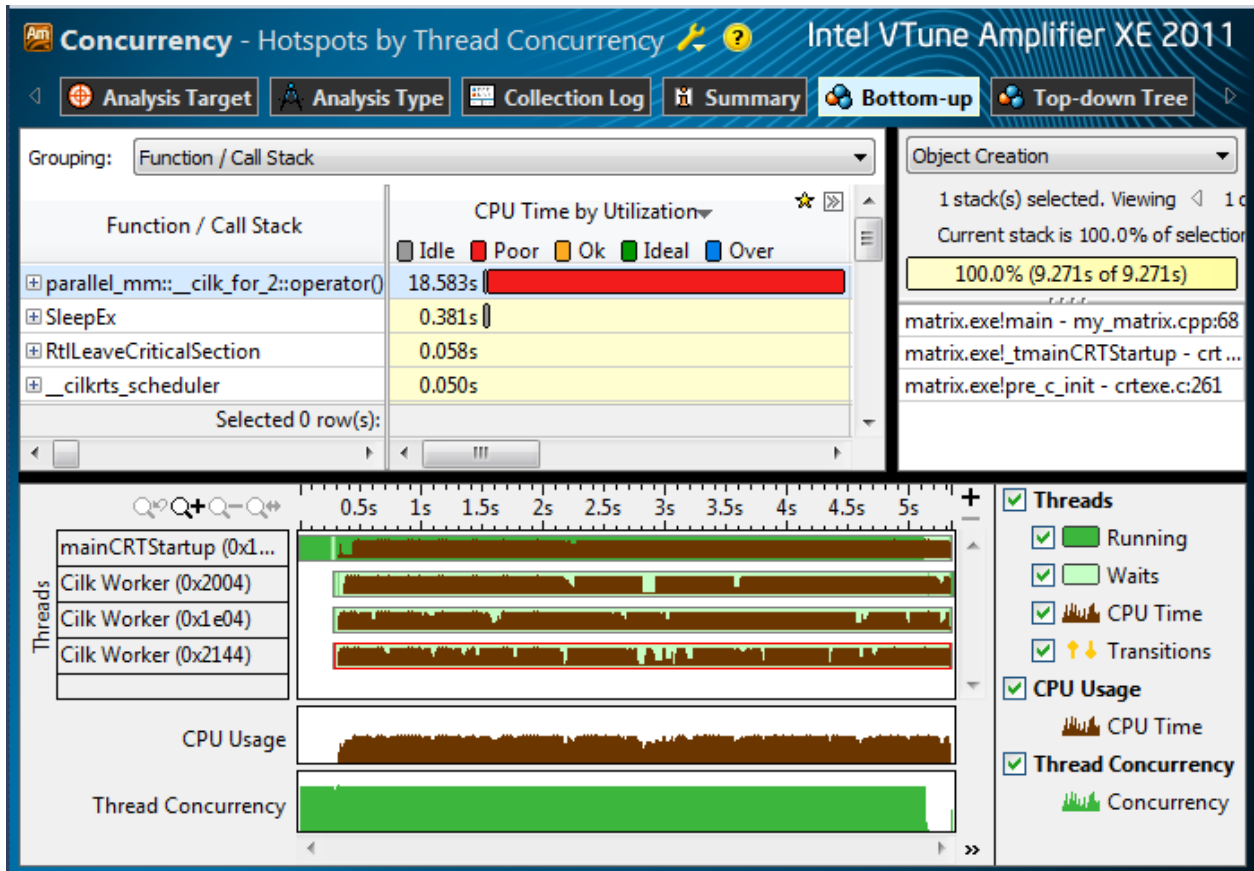 Am Concurrency - Hotspots by Thread Concurrency ? Intel VTune Amplifier XE 2011
Analysis Target Analysis Type Collection Log Summary Bottom-up Top-down Tree
Grouping: Function / Call Stack
Function / Call Stack
CPU Time by Utilization
Idle Poor Ok Ideal Over
parallel_mm::__cilk_for_2::operator() 18.583s
SleepEx 0.381s
RtlLeaveCriticalSection 0.058s
__cilkrts_scheduler 0.050s
Selected 0 row(s):
Object Creation
1 stack(s) selected. Viewing 1
Current stack is 100.0% of selection
100.0% (9.271s of 9.271s)
matrix.exe!main - my_matrix.cpp:68
matrix.exe!_tmainCRTStartup - crt ...
matrix.exe!pre_c_init - crtexe.c:261
0.5s 1s 1.5s 2s 2.5s 3s 3.5s 4s 4.5s 5s
Threads
mainCRTStartup (0x1...
Cilk Worker (0x2004)
Cilk Worker (0x1e04)
Cilk Worker (0x2144)
CPU Usage
Thread Concurrency
Threads
Running
Waits
CPU Time
Transitions
CPU Usage
CPU Time
Thread Concurrency
Concurrency